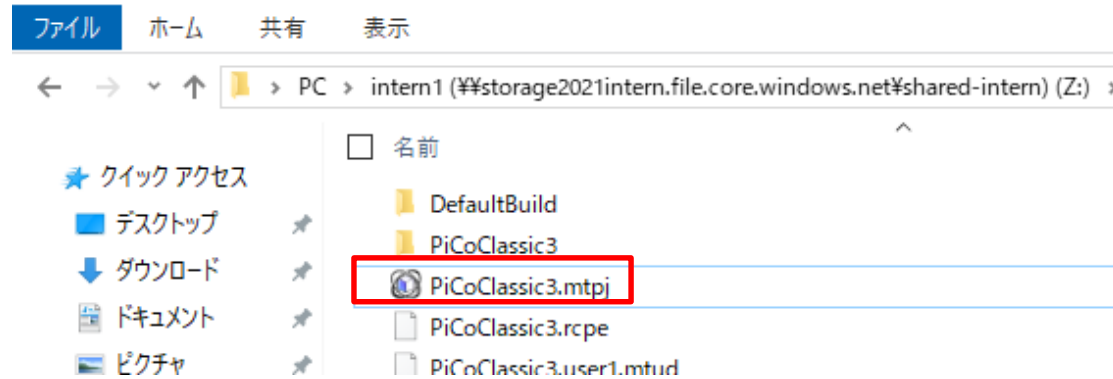 ファイル ホーム 共有 表示
PC > intern1 (¥¥storage2021intern.file.core.windows.net¥shared-intern) (Z:) >
名前
クイック アクセス
DefaultBuild
デスクトップ
PiCoClassic3
ダウンロード
PiCoClassic3.mtpj
ドキュメント
PiCoClassic3.rcpe
ピクチャ
PiCoClassic3.user1.mtud